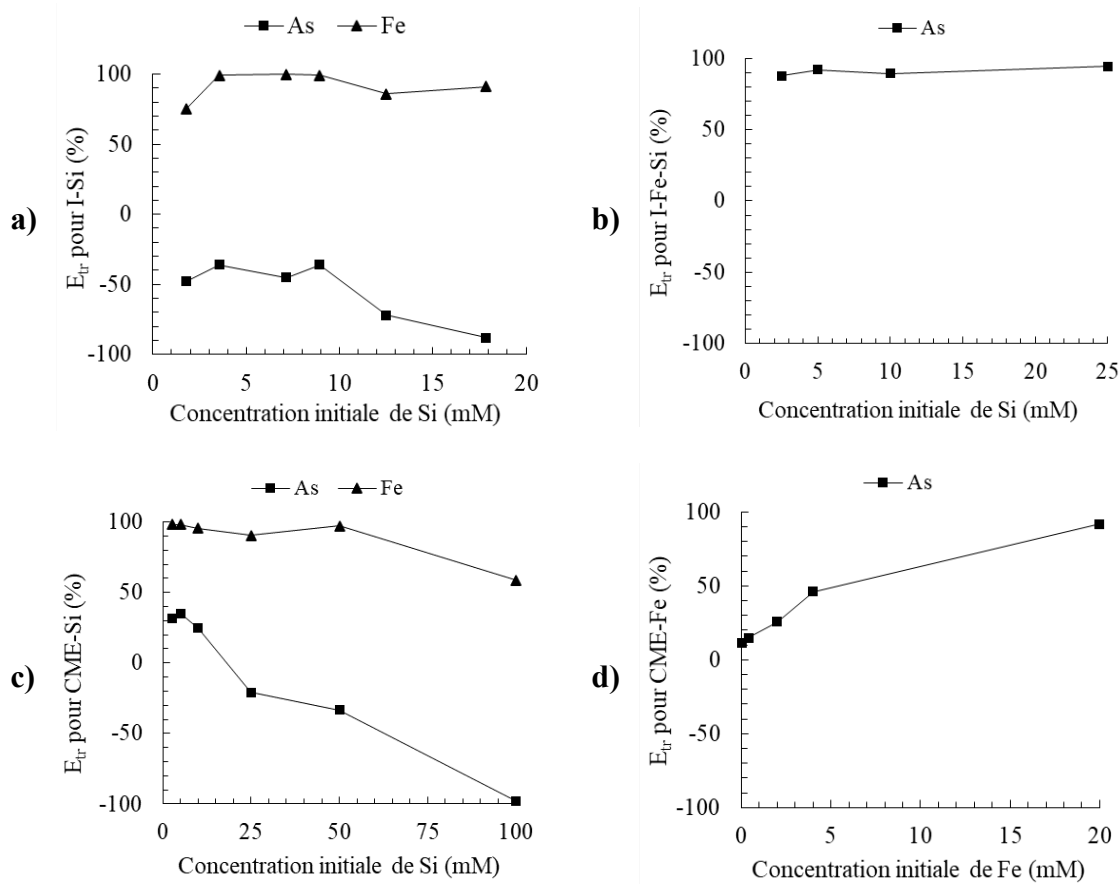 As Fe
a)
E_tr pour I-Si (%)
100
50
0
-50
-100
0 5 10 15 20
Concentration initiale de Si (mM)
As
b)
E_tr pour I-Fe-Si (%)
100
50
0
-50
-100
0 5 10 15 20 25
Concentration initiale de Si (mM)
As Fe
c)
E_tr pour CME-Si (%)
100
50
0
-50
-100
0 25 50 75 100
Concentration initiale de Si (mM)
As
d)
E_tr pour CME-Fe (%)
100
50
0
-50
-100
0 5 10 15 20
Concentration initiale de Fe (mM)